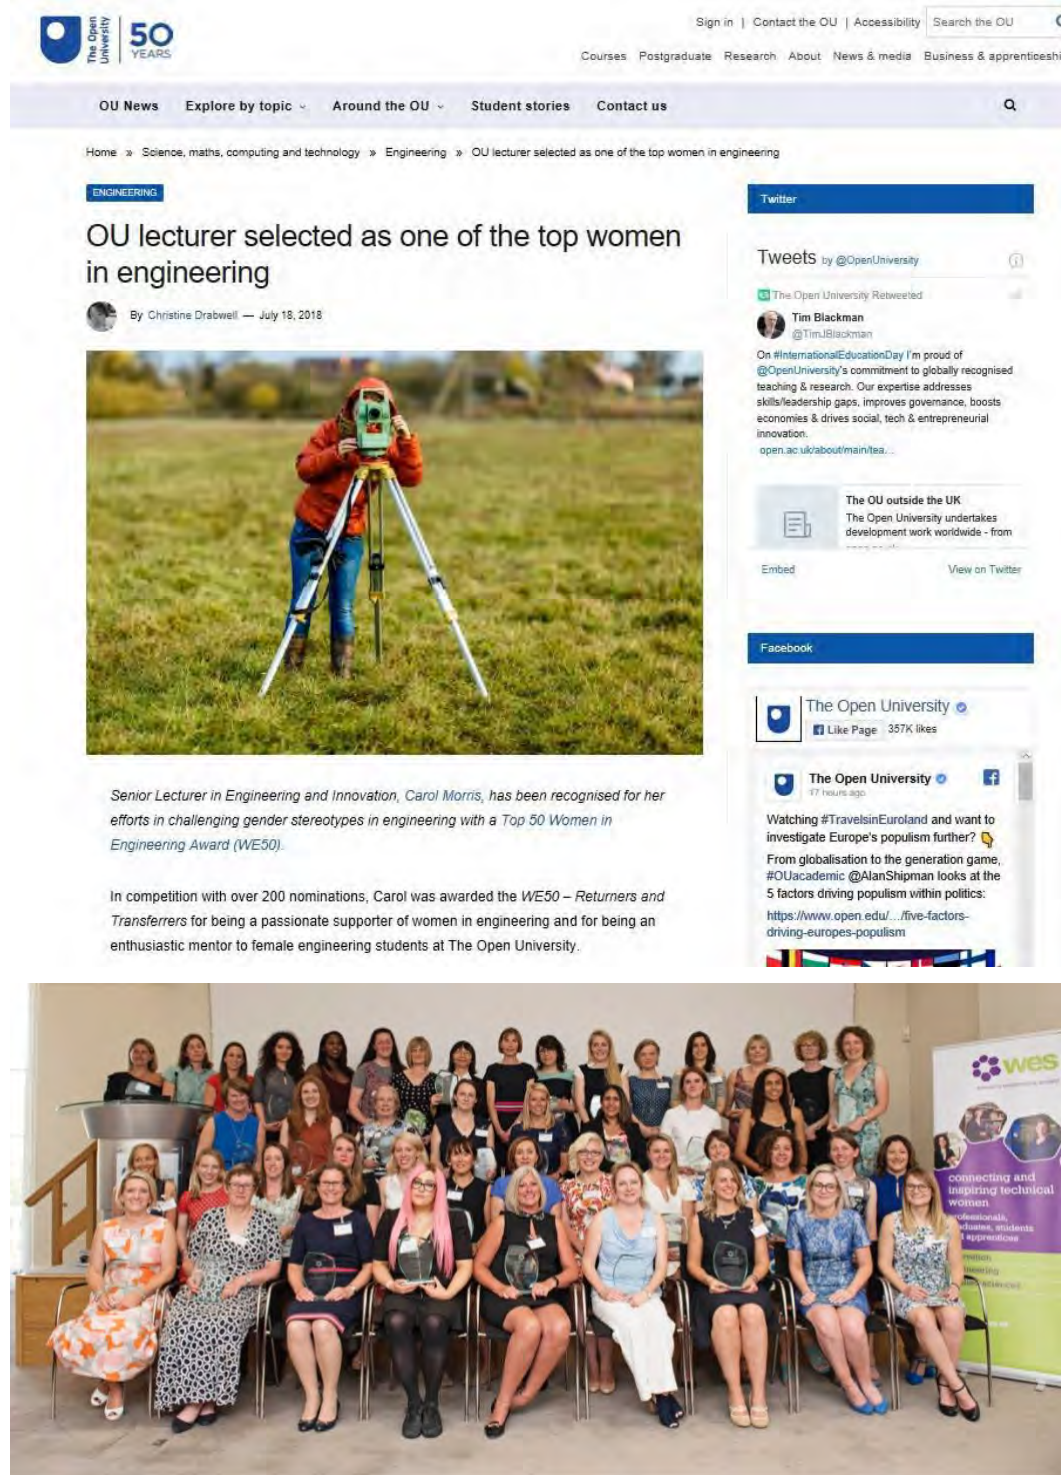 The Open
University
50
YEARS
Sign in | Contact the OU | Accessibility
Search the OU
Courses Postgraduate Research About News & media Business & apprenticeshi
OU News Explore by topic Around the OU Student stories Contact us
Home » Science, maths, computing and technology » Engineering » OU lecturer selected as one of the top women in engineering
ENGINEERING
OU lecturer selected as one of the top women
in engineering
By Christine Drabwell — July 18, 2018
Senior Lecturer in Engineering and Innovation, Carol Morris, has been recognised for her
efforts in challenging gender stereotypes in engineering with a Top 50 Women in
Engineering Award (WE50).
In competition with over 200 nominations, Carol was awarded the WE50 – Returners and
Transferrers for being a passionate supporter of women in engineering and for being an
enthusiastic mentor to female engineering students at The Open University.
Twitter
Tweets by @OpenUniversity
The Open University Retweeted
Tim Blackman
@TimJBlackman
On #InternationalEducationDay I'm proud of
@OpenUniversity's commitment to globally recognised
teaching & research. Our expertise addresses
skills/leadership gaps, improves governance, boosts
economies & drives social, tech & entrepreneurial
innovation.
open.ac.uk/about/main/tea…
The OU outside the UK
The Open University undertakes
development work worldwide - from
Embed View on Twitter
Facebook
The Open University
Like Page 357K likes
The Open University
17 hours ago
Watching #TravelsinEuroland and want to
investigate Europe's populism further?
From globalisation to the generation game,
#OUacademic @AlanShipman looks at the
5 factors driving populism within politics:
https://www.open.edu/…/five-factors-
driving-europes-populism
wes
connecting and
inspiring technical
women
professionals,
students
apprentices